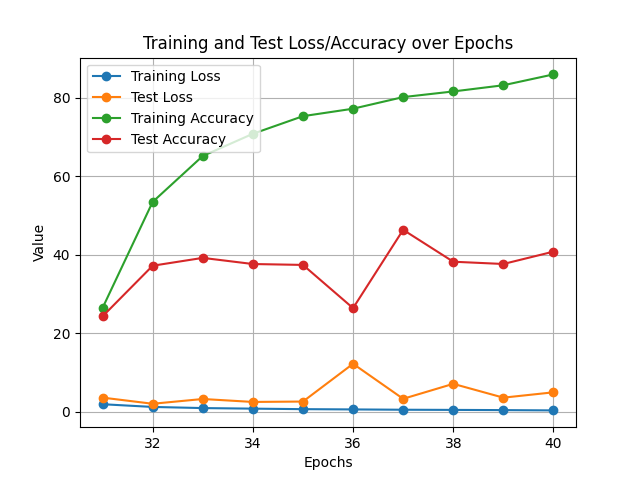 Training and Test Loss/Accuracy over Epochs
Training Loss
Test Loss
Training Accuracy
Test Accuracy
80
60
40
20
0
Value
32
34
36
38
40
Epochs